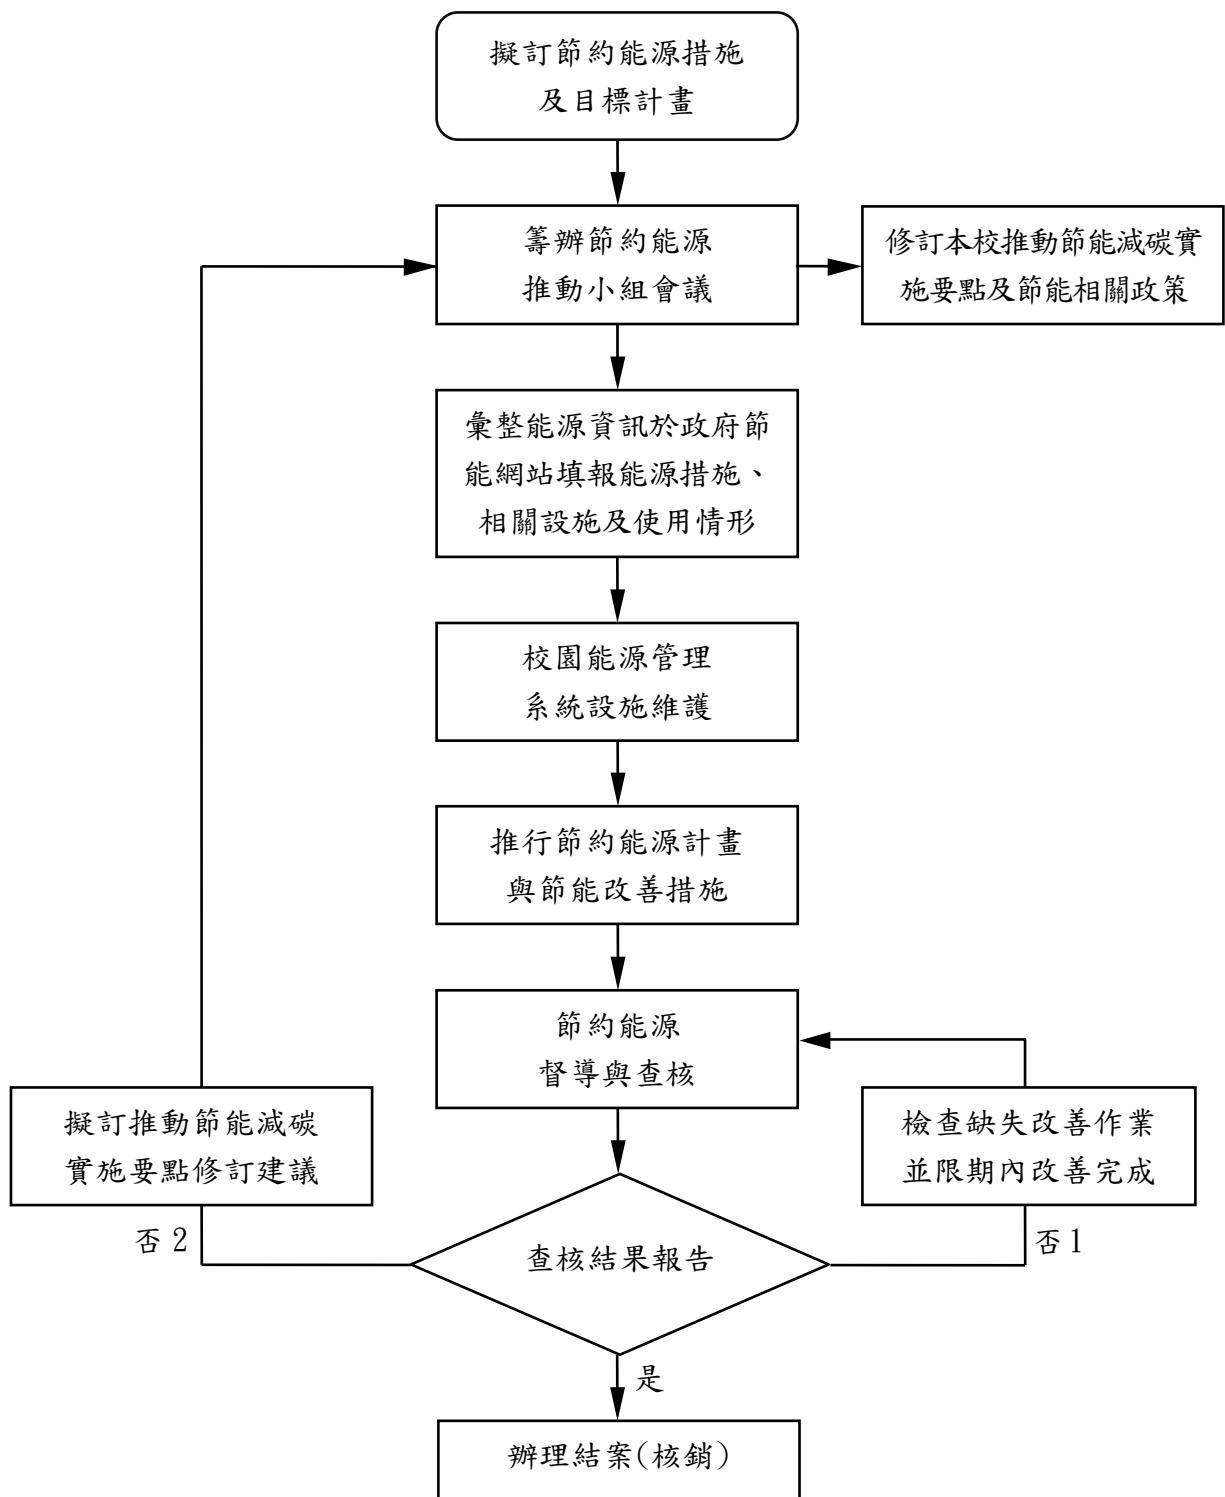 擬訂節約能源措施
及目標計畫
籌辦節約能源
推動小組會議
修訂本校推動節能減碳實
施要點及節能相關政策
彙整能源資訊於政府節
能網站填報能源措施、
相關設施及使用情形
校園能源管理
系統設施維護
推行節約能源計畫
與節能改善措施
節約能源
督導與查核
擬訂推動節能減碳
實施要點修訂建議
檢查缺失改善作業
並限期內改善完成
否2
否1
查核結果報告
是
辦理結案(核銷)